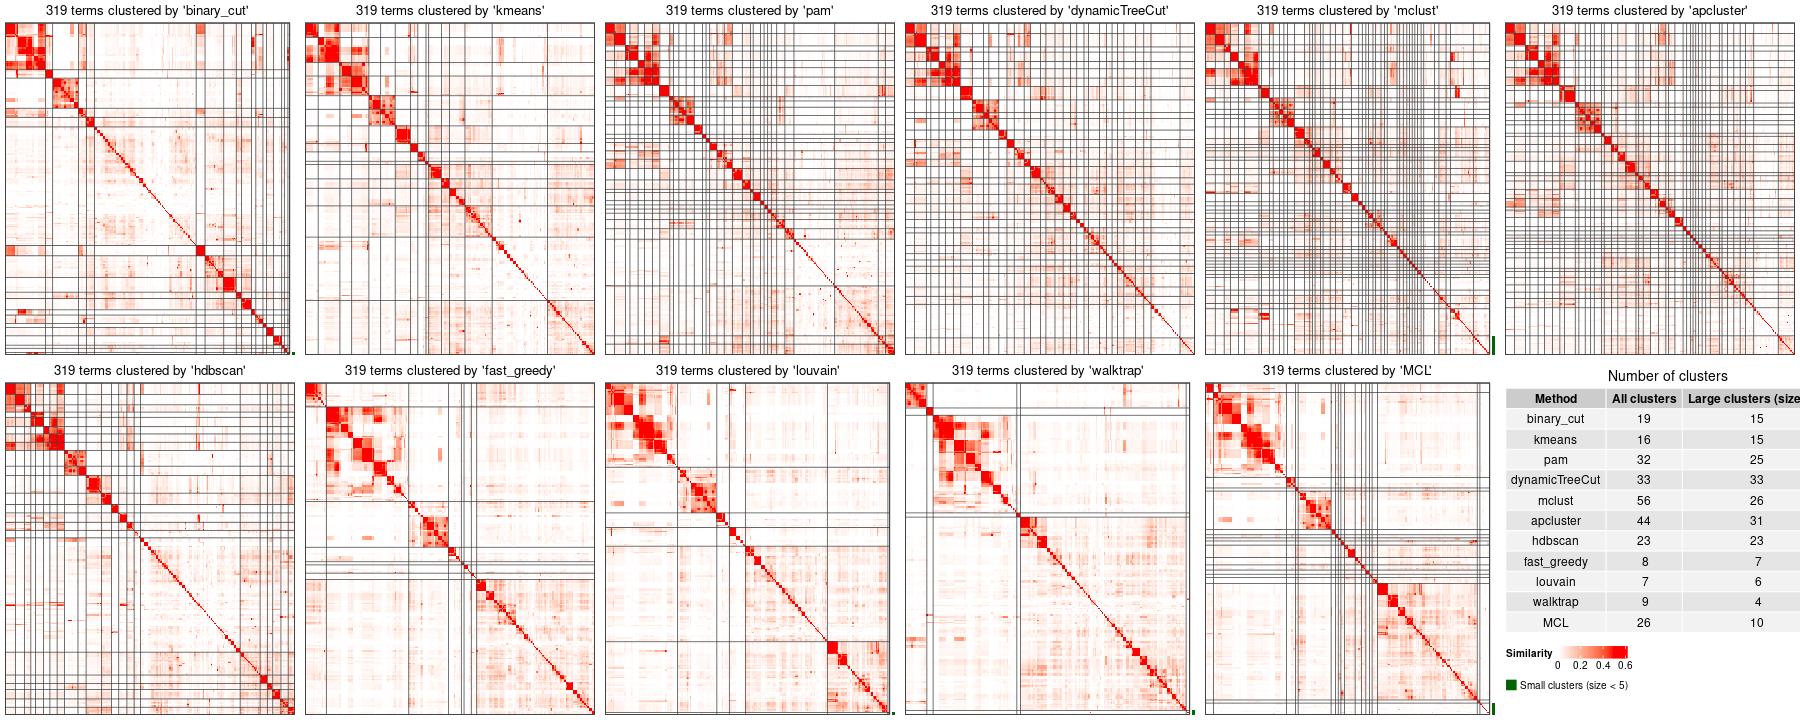 319 terms clustered by 'binary_cut'
319 terms clustered by 'kmeans'
319 terms clustered by 'pam'
319 terms clustered by 'dynamicTreeCut'
319 terms clustered by 'mclust'
319 terms clustered by 'apcluster'
319 terms clustered by 'hdbscan'
319 terms clustered by 'fast_greedy'
319 terms clustered by 'louvain'
319 terms clustered by 'walktrap'
319 terms clustered by 'MCL'
Number of clusters
Method All clusters Large clusters (size
binary_cut 19 15
kmeans 16 15
pam 32 25
dynamicTreeCut 33 33
mclust 56 26
apcluster 44 31
hdbscan 23 23
fast_greedy 8 7
louvain 7 6
walktrap 9 4
MCL 26 10
Similarity
0 0.2 0.4 0.6
Small clusters (size < 5)